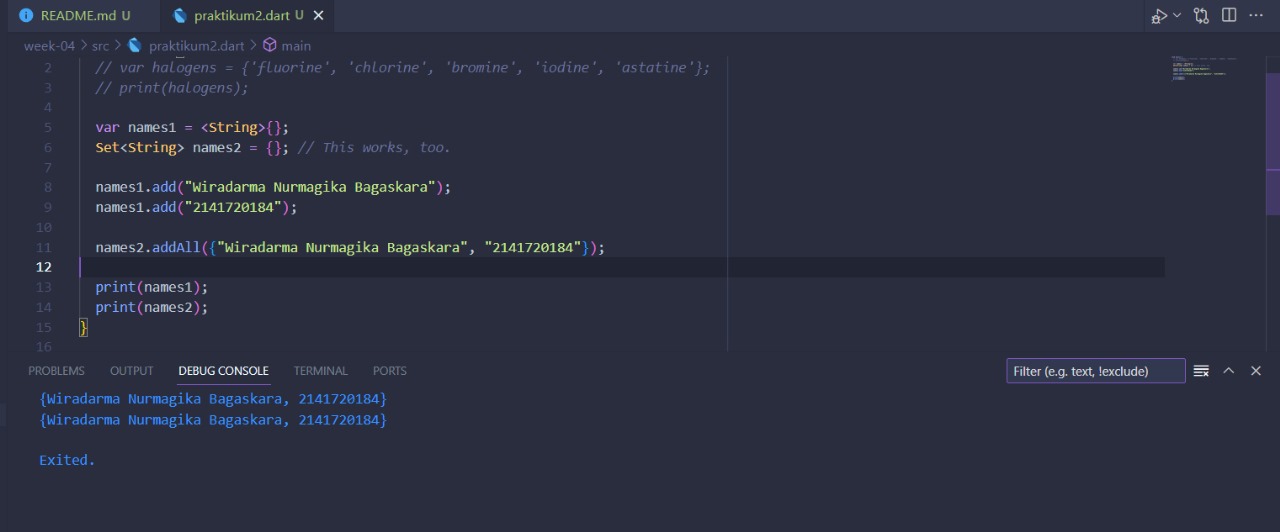 README.md U
praktikum2.dart U
week-04 > src > praktikum2.dart > main
2 // var halogens = {'fluorine', 'chlorine', 'bromine', 'iodine', 'astatine'};
3 // print(halogens);
4
5 var names1 = <String>{};
6 Set<String> names2 = {}; // This works, too.
7
8 names1.add("Wiradarma Nurmagika Bagaskara");
9 names1.add("2141720184");
10
11 names2.addAll({"Wiradarma Nurmagika Bagaskara", "2141720184"});
12
13 print(names1);
14 print(names2);
15 }
16
PROBLEMS OUTPUT DEBUG CONSOLE TERMINAL PORTS Filter (e.g. text, !exclude)
{Wiradarma Nurmagika Bagaskara, 2141720184}
{Wiradarma Nurmagika Bagaskara, 2141720184}
Exited.